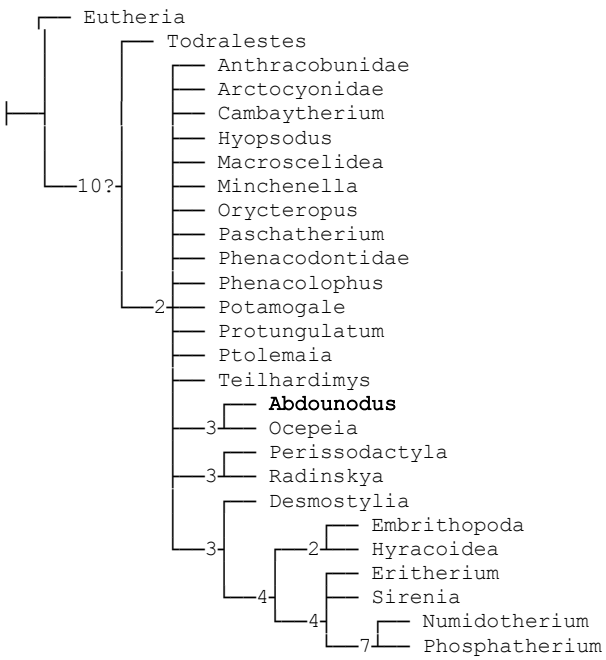 Eutheria
Todralestes
Anthracobunidae
Arctocyonidae
Cambaytherium
Hyopsodus
Macroscelidea
Minchenella
10?
Orycteropus
Paschatherium
Phenacodontidae
Phenacolophus
2 Potamogale
Protungulatum
Ptolemaia
Teilhardimys
Abdounodus
3 Ocepeia
Perissodactyla
3 Radinskya
Desmostylia
Embrithopoda
3 2 Hyracoidea
Eritherium
4 Sirenia
4 Numidotherium
7 Phosphatherium